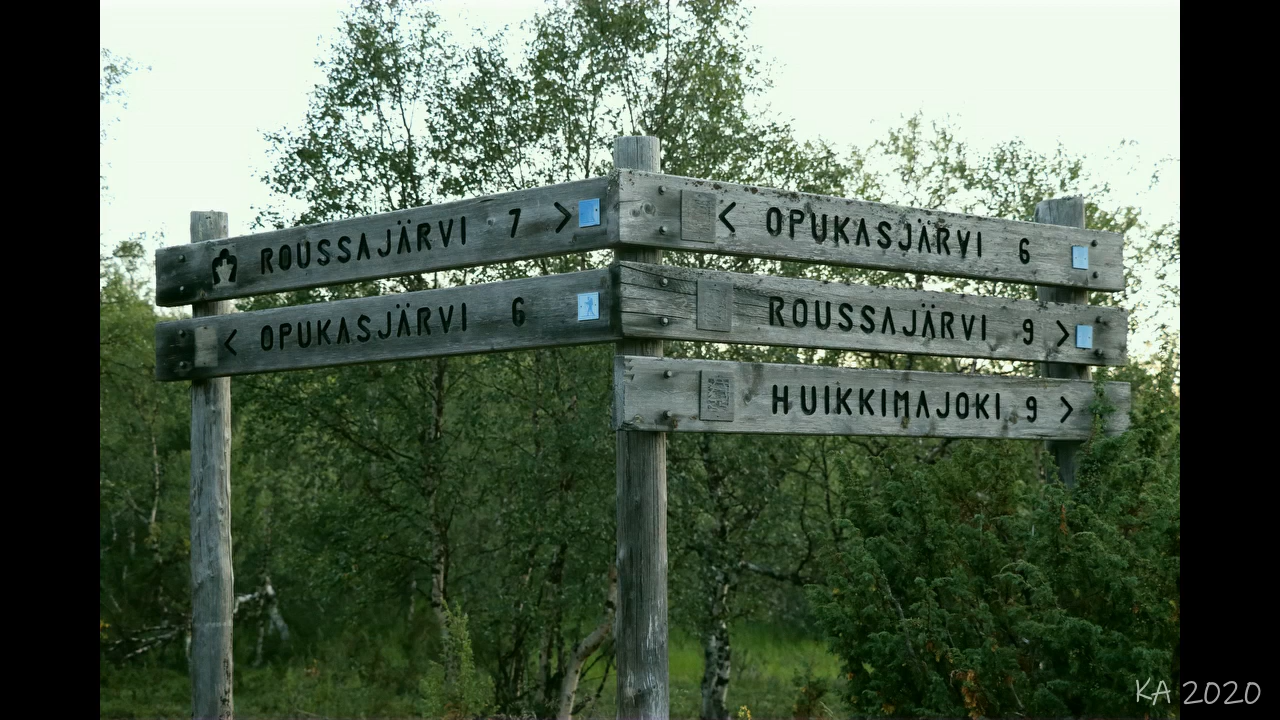 ROUSSAJÄRVI 7 >
< OPUKASJÄRVI 6
< OPUKASJÄRVI 6
ROUSSAJÄRVI 9 >
HUIKKIMAJOKI 9 >
KA 2020